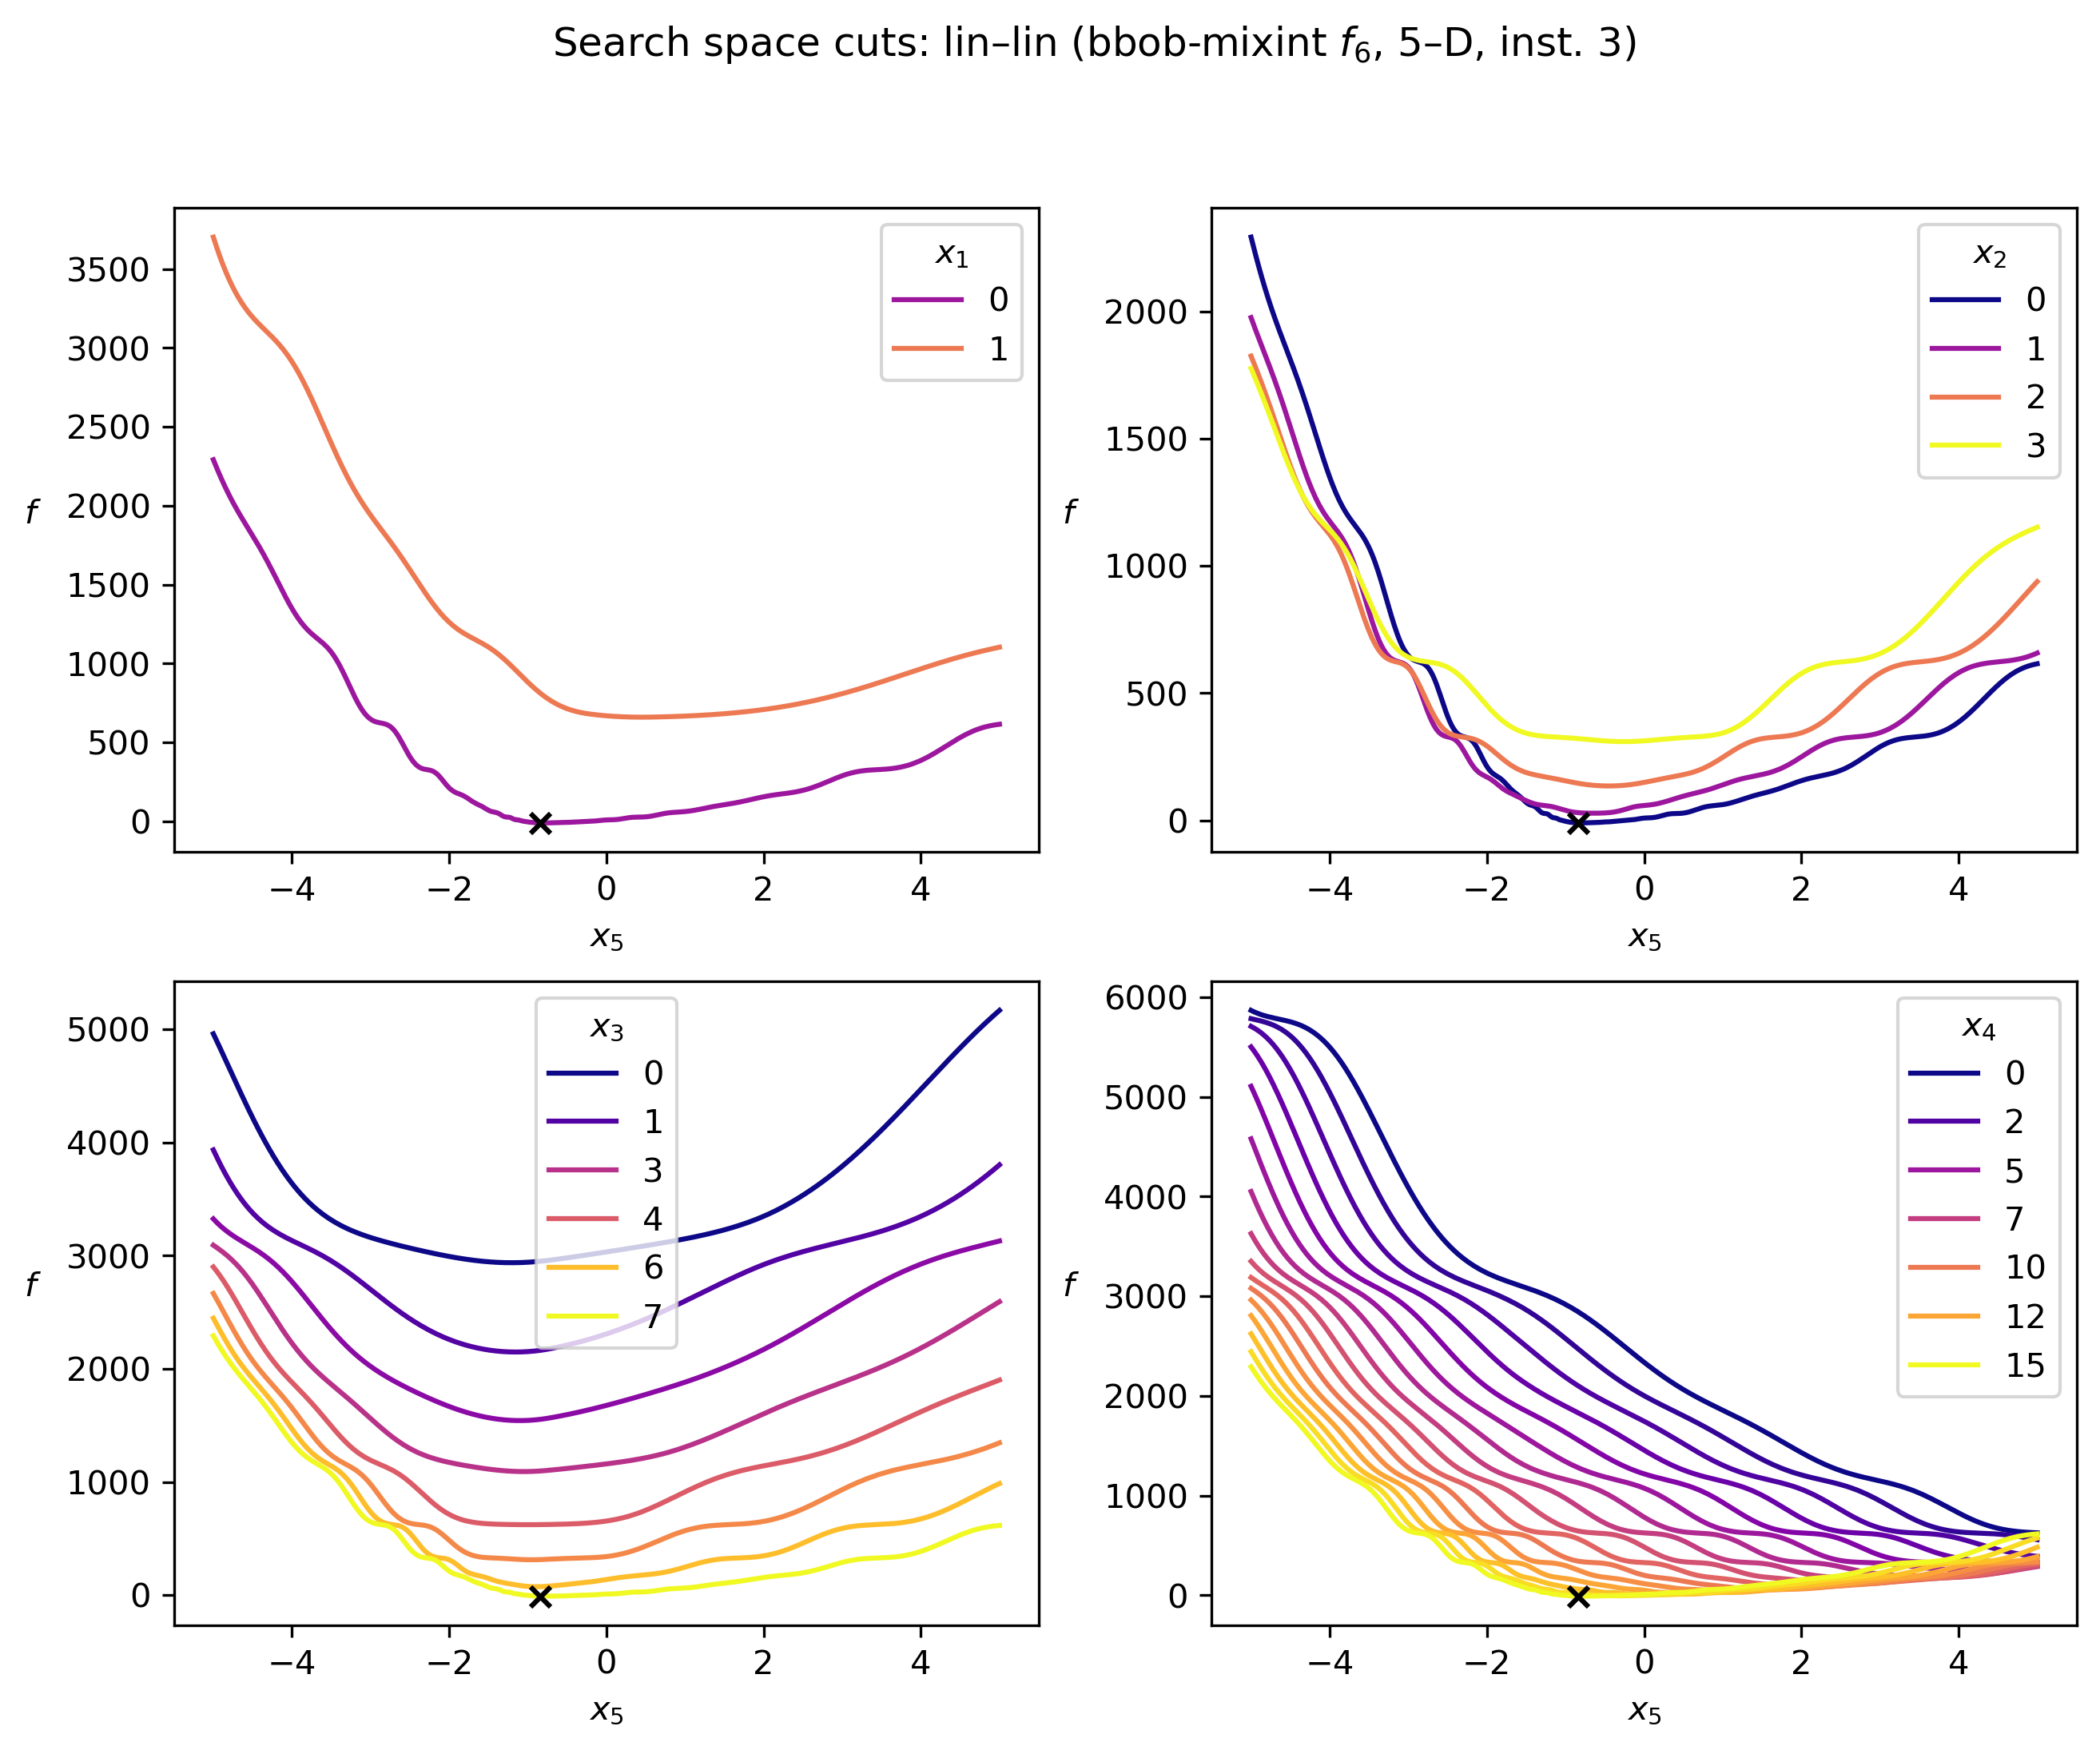 Search space cuts: lin–lin (bbob-mixint f₆, 5–D, inst. 3)
x₁
0
1
f
3500
3000
2500
2000
1500
1000
500
0
−4 −2 0 2 4
x₅
x₂
0
1
2
3
f
2000
1500
1000
500
0
−4 −2 0 2 4
x₅
x₃
0
1
3
4
6
7
f
5000
4000
3000
2000
1000
0
−4 −2 0 2 4
x₅
x₄
0
2
5
7
10
12
15
f
6000
5000
4000
3000
2000
1000
0
−4 −2 0 2 4
x₅